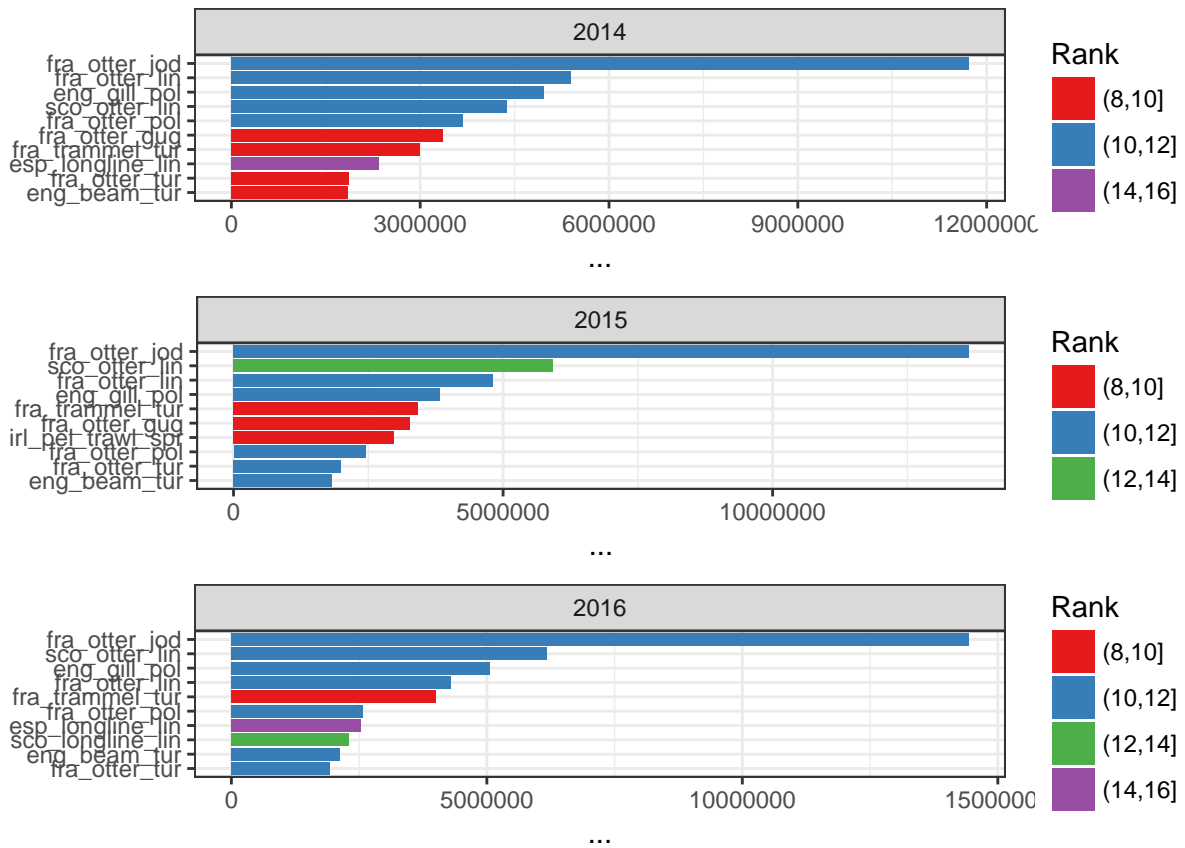 2014
fra_otter_jod
fra_otter_lin
eng_gill_pol
sco_otter_lin
fra_otter_pol
fra_otter_gug
fra_trammel_tur
esp_longline_lin
fra_otter_tur
eng_beam_tur
0 3000000 6000000 9000000 12000000
...
Rank
(8,10]
(10,12]
(14,16]
2015
fra_otter_jod
sco_otter_lin
fra_otter_lin
eng_gill_pol
fra_trammel_tur
fra_otter_gug
irl_pel_trawl_spr
fra_otter_pol
fra_otter_tur
eng_beam_tur
0 5000000 10000000
...
Rank
(8,10]
(10,12]
(12,14]
2016
fra_otter_jod
sco_otter_lin
eng_gill_pol
fra_otter_lin
fra_trammel_tur
fra_otter_pol
esp_longline_lin
sco_longline_lin
eng_beam_tur
fra_otter_tur
0 5000000 10000000 1500000
...
Rank
(8,10]
(10,12]
(12,14]
(14,16]